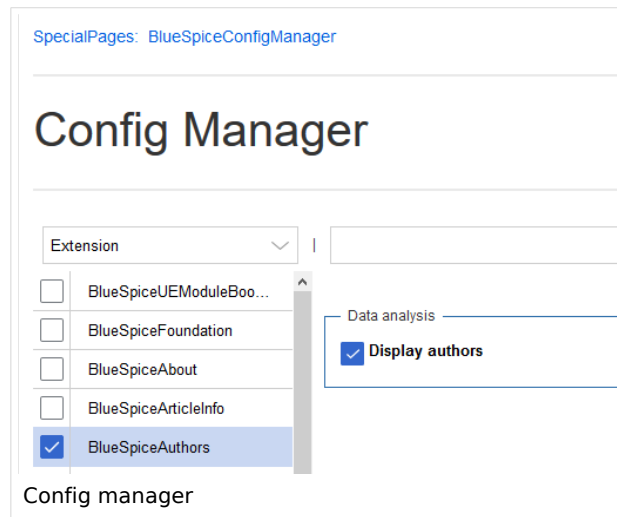 SpecialPages: BlueSpiceConfigManager
Config Manager
Extension |
BlueSpiceUEModuleBoo...
Data analysis
BlueSpiceFoundation
Display authors
BlueSpiceAbout
BlueSpiceArticleInfo
BlueSpiceAuthors
Config manager